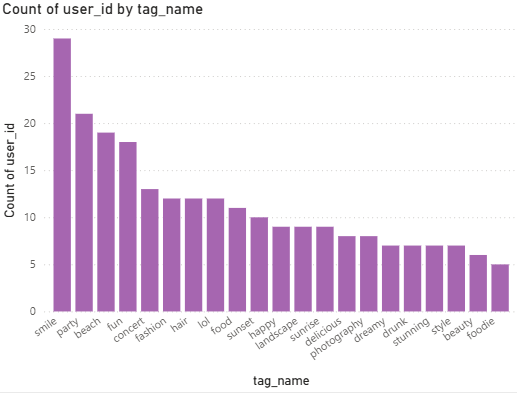 Count of user_id by tag_name
Count of user_id
30
25
20
15
10
5
0
smile
party
beach
fun
concert
fashion
hair
lol
food
sunset
happy
landscape
sunrise
delicious
photography
dreamy
drunk
stunning
style
beauty
foodie
tag_name